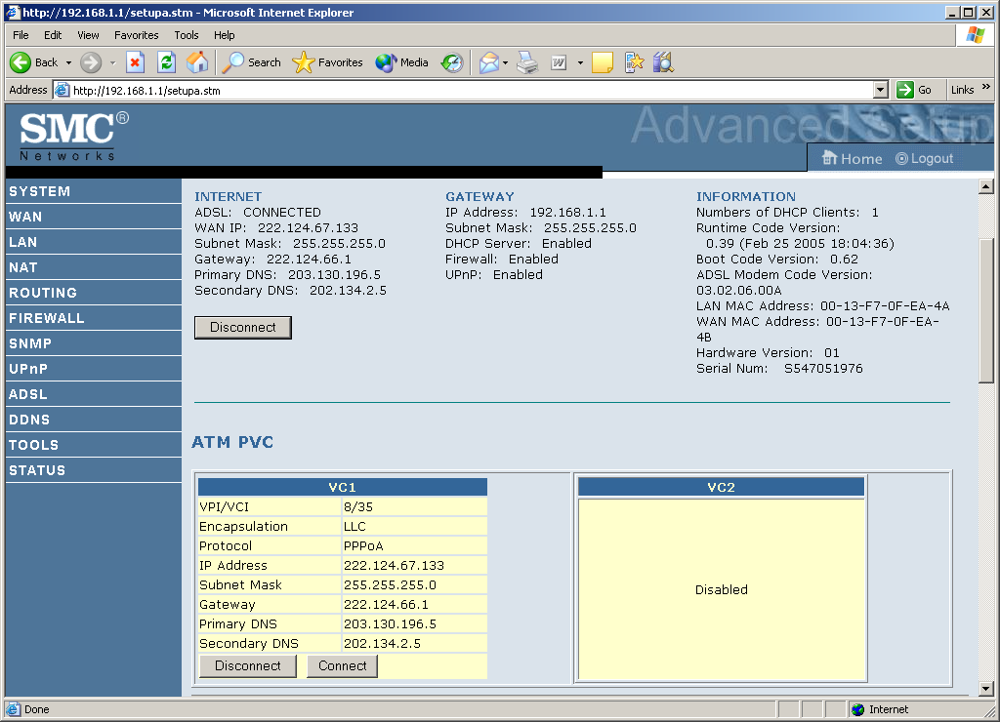 http://192.168.1.1/setupa.stm - Microsoft Internet Explorer
File Edit View Favorites Tools Help
Back Search Favorites Media
Address http://192.168.1.1/setupa.stm Go Links »
SMC®
Networks
Advanced Setup
Home Logout
SYSTEM
WAN
LAN
NAT
ROUTING
FIREWALL
SNMP
UPnP
ADSL
DDNS
TOOLS
STATUS
INTERNET
ADSL: CONNECTED
WAN IP: 222.124.67.133
Subnet Mask: 255.255.255.0
Gateway: 222.124.66.1
Primary DNS: 203.130.196.5
Secondary DNS: 202.134.2.5
Disconnect
GATEWAY
IP Address: 192.168.1.1
Subnet Mask: 255.255.255.0
DHCP Server: Enabled
Firewall: Enabled
UPnP: Enabled
INFORMATION
Numbers of DHCP Clients: 1
Runtime Code Version:
0.39 (Feb 25 2005 18:04:36)
Boot Code Version: 0.62
ADSL Modem Code Version:
03.02.06.00A
LAN MAC Address: 00-13-F7-0F-EA-4A
WAN MAC Address: 00-13-F7-0F-EA-
4B
Hardware Version: 01
Serial Num: S547051976
ATM PVC
VC1
VPI/VCI 8/35
Encapsulation LLC
Protocol PPPoA
IP Address 222.124.67.133
Subnet Mask 255.255.255.0
Gateway 222.124.66.1
Primary DNS 203.130.196.5
Secondary DNS 202.134.2.5
Disconnect Connect
VC2
Disabled
Done Internet